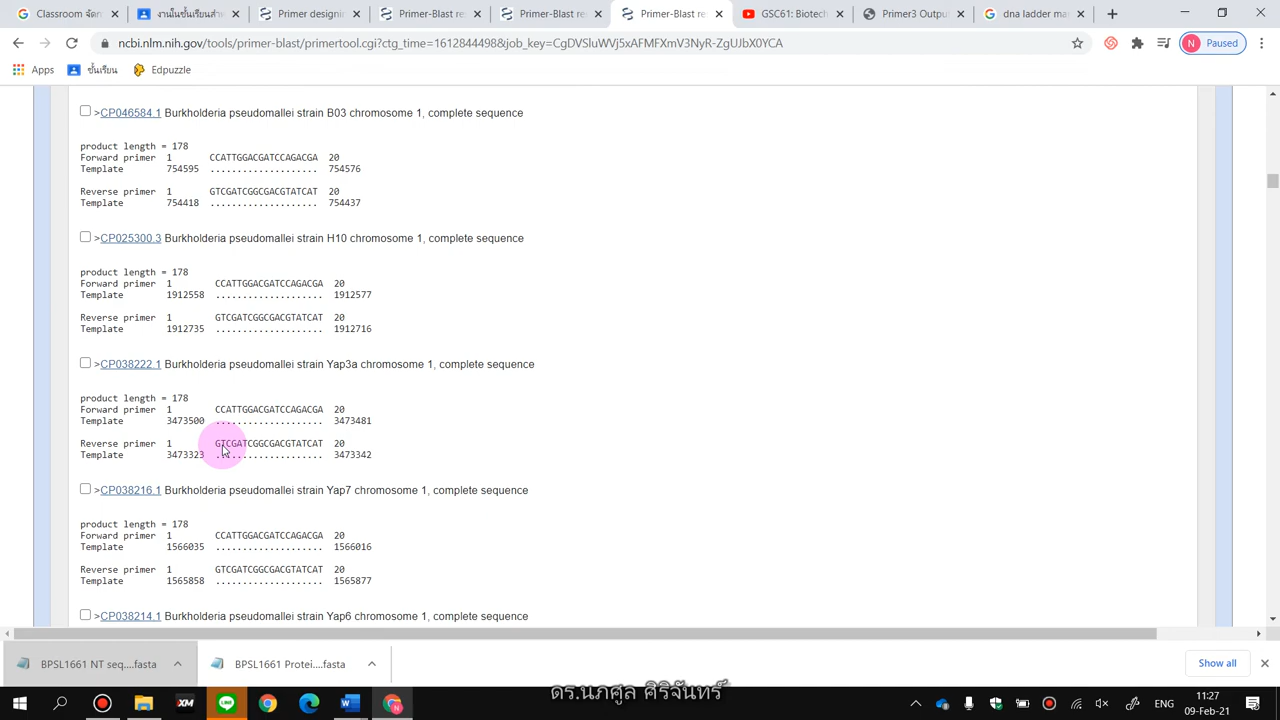 Classroom จัดก
งานในชั้นเรียนสำห
Primer designin
Primer-Blast re
Primer-Blast re
Primer-Blast re
GSC61: Biotech
Primer3 Output
dna ladder mar
ncbi.nlm.nih.gov/tools/primer-blast/primertool.cgi?ctg_time=1612844988&job_key=CgDVSluWVj5xAFMFXmV3NyR-ZgUJbX0YCA
N Paused
Apps
ชั้นเรียน
Edpuzzle
>CP046584.1 Burkholderia pseudomallei strain B03 chromosome 1, complete sequence
product length = 178
Forward primer 1 CCATTGGACGATCCAGACGA 20
Template 754595 .................... 754576
Reverse primer 1 GTCGATCGGCGACGTATCAT 20
Template 754418 .................... 754437
>CP025300.3 Burkholderia pseudomallei strain H10 chromosome 1, complete sequence
product length = 178
Forward primer 1 CCATTGGACGATCCAGACGA 20
Template 1912558 .................... 1912577
Reverse primer 1 GTCGATCGGCGACGTATCAT 20
Template 1912735 .................... 1912716
>CP038222.1 Burkholderia pseudomallei strain Yap3a chromosome 1, complete sequence
product length = 178
Forward primer 1 CCATTGGACGATCCAGACGA 20
Template 3473500 .................... 3473481
Reverse primer 1 GTCGATCGGCGACGTATCAT 20
Template 3473323 .................... 3473342
>CP038216.1 Burkholderia pseudomallei strain Yap7 chromosome 1, complete sequence
product length = 178
Forward primer 1 CCATTGGACGATCCAGACGA 20
Template 1566035 .................... 1566016
Reverse primer 1 GTCGATCGGCGACGTATCAT 20
Template 1565858 .................... 1565877
>CP038214.1 Burkholderia pseudomallei strain Yap6 chromosome 1, complete sequence
BPSL1661 NT seq....fasta
BPSL1661 Protei....fasta
Show all
ดร.นภศูล ศิริจันทร์
ENG
11:27
09-Feb-21